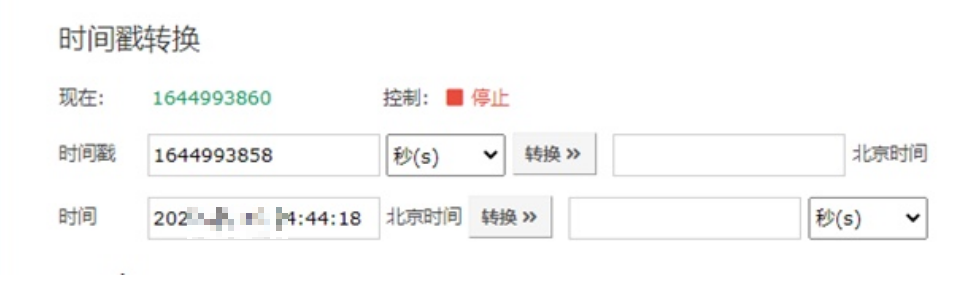 时间戳转换
现在: 1644993860 控制: 停止
时间戳 1644993858 秒(s) 转换 » 北京时间
时间 202 4:44:18 北京时间 转换 » 秒(s)